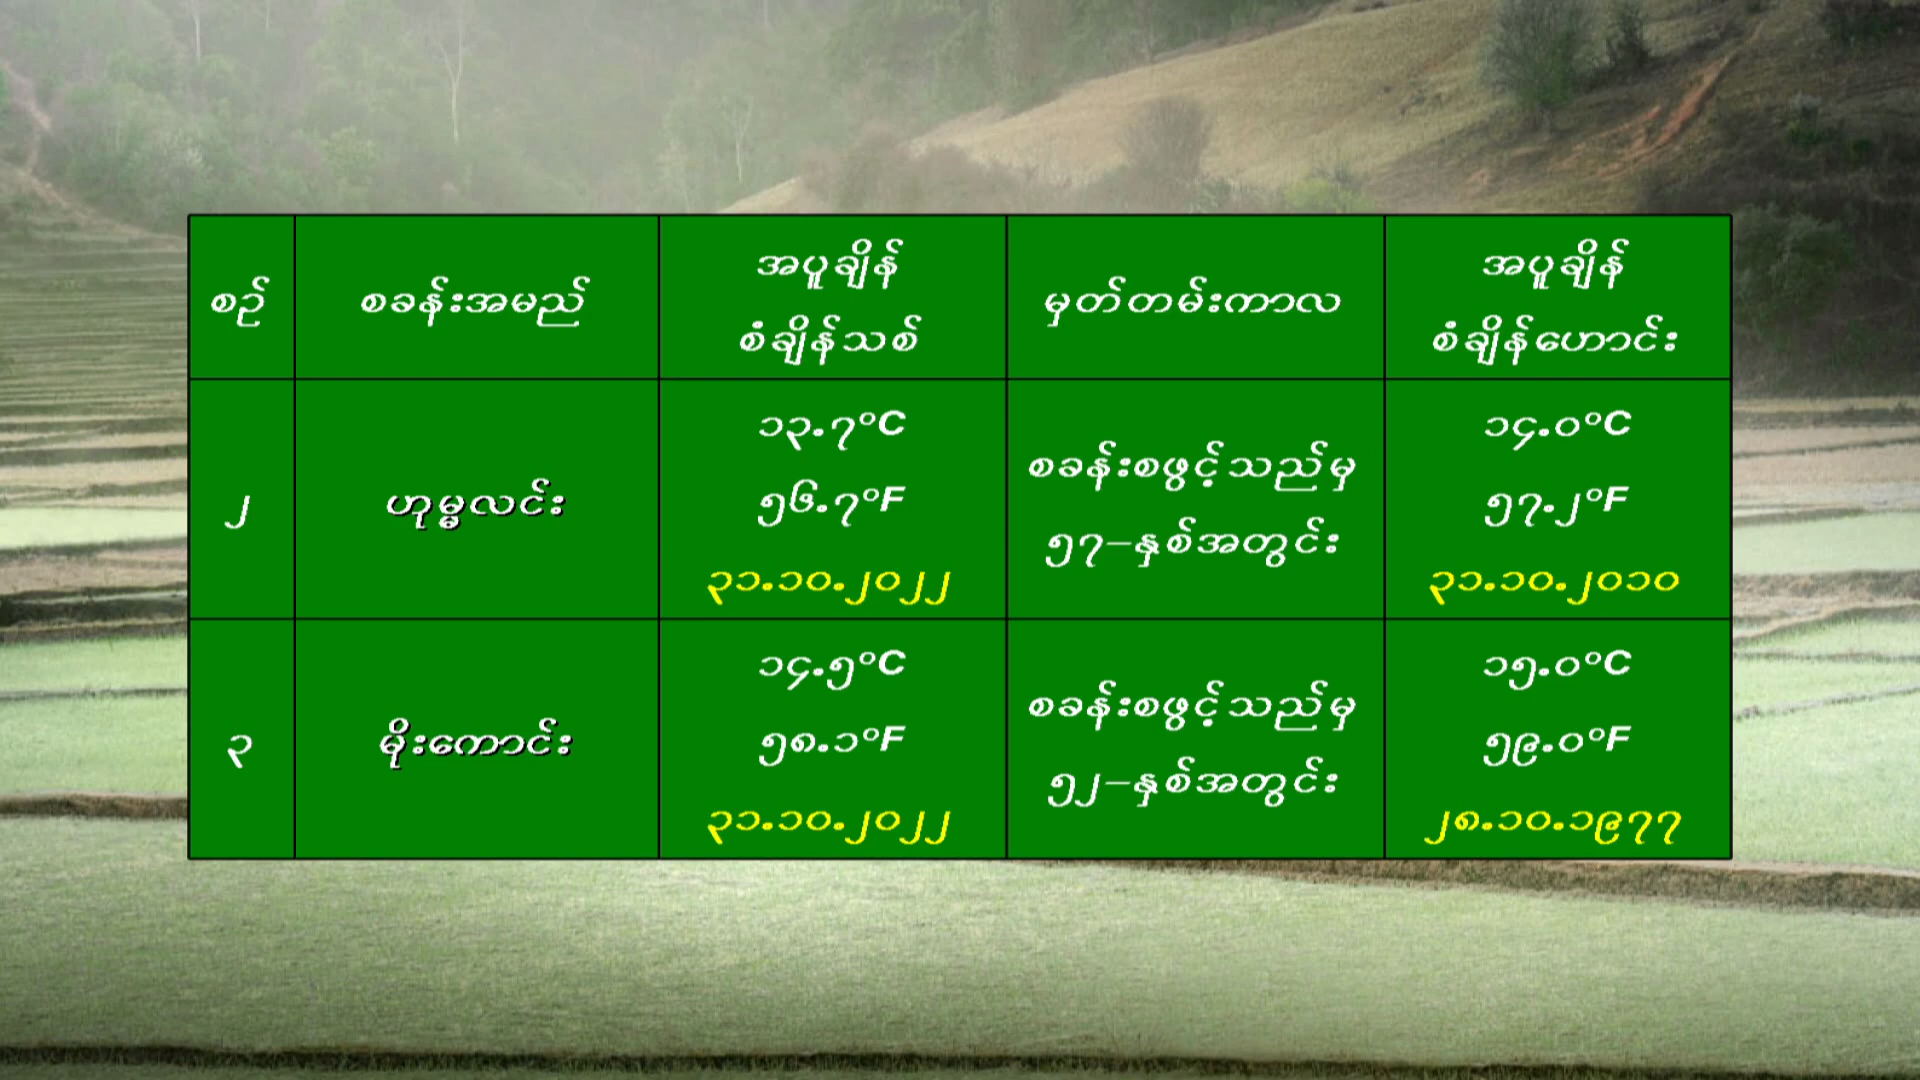 စဉ်
စခန်းအမည်
အပူချိန်
စံချိန်သစ်
မှတ်တမ်းကာလ
အပူချိန်
စံချိန်ဟောင်း
၂
ဟုမ္မလင်း
၁၃.၇°C
၅၆.၇°F
၃၁.၁၀.၂၀၂၂
စခန်းစဖွင့်သည်မှ
၅၇–နှစ်အတွင်း
၁၄.၀°C
၅၇.၂°F
၃၁.၁၀.၂၀၁၀
၃
မိုးကောင်း
၁၄.၅°C
၅၈.၁°F
၃၁.၁၀.၂၀၂၂
စခန်းစဖွင့်သည်မှ
၅၂–နှစ်အတွင်း
၁၅.၀°C
၅၉.၀°F
၂၈.၁၀.၁၉၇၇